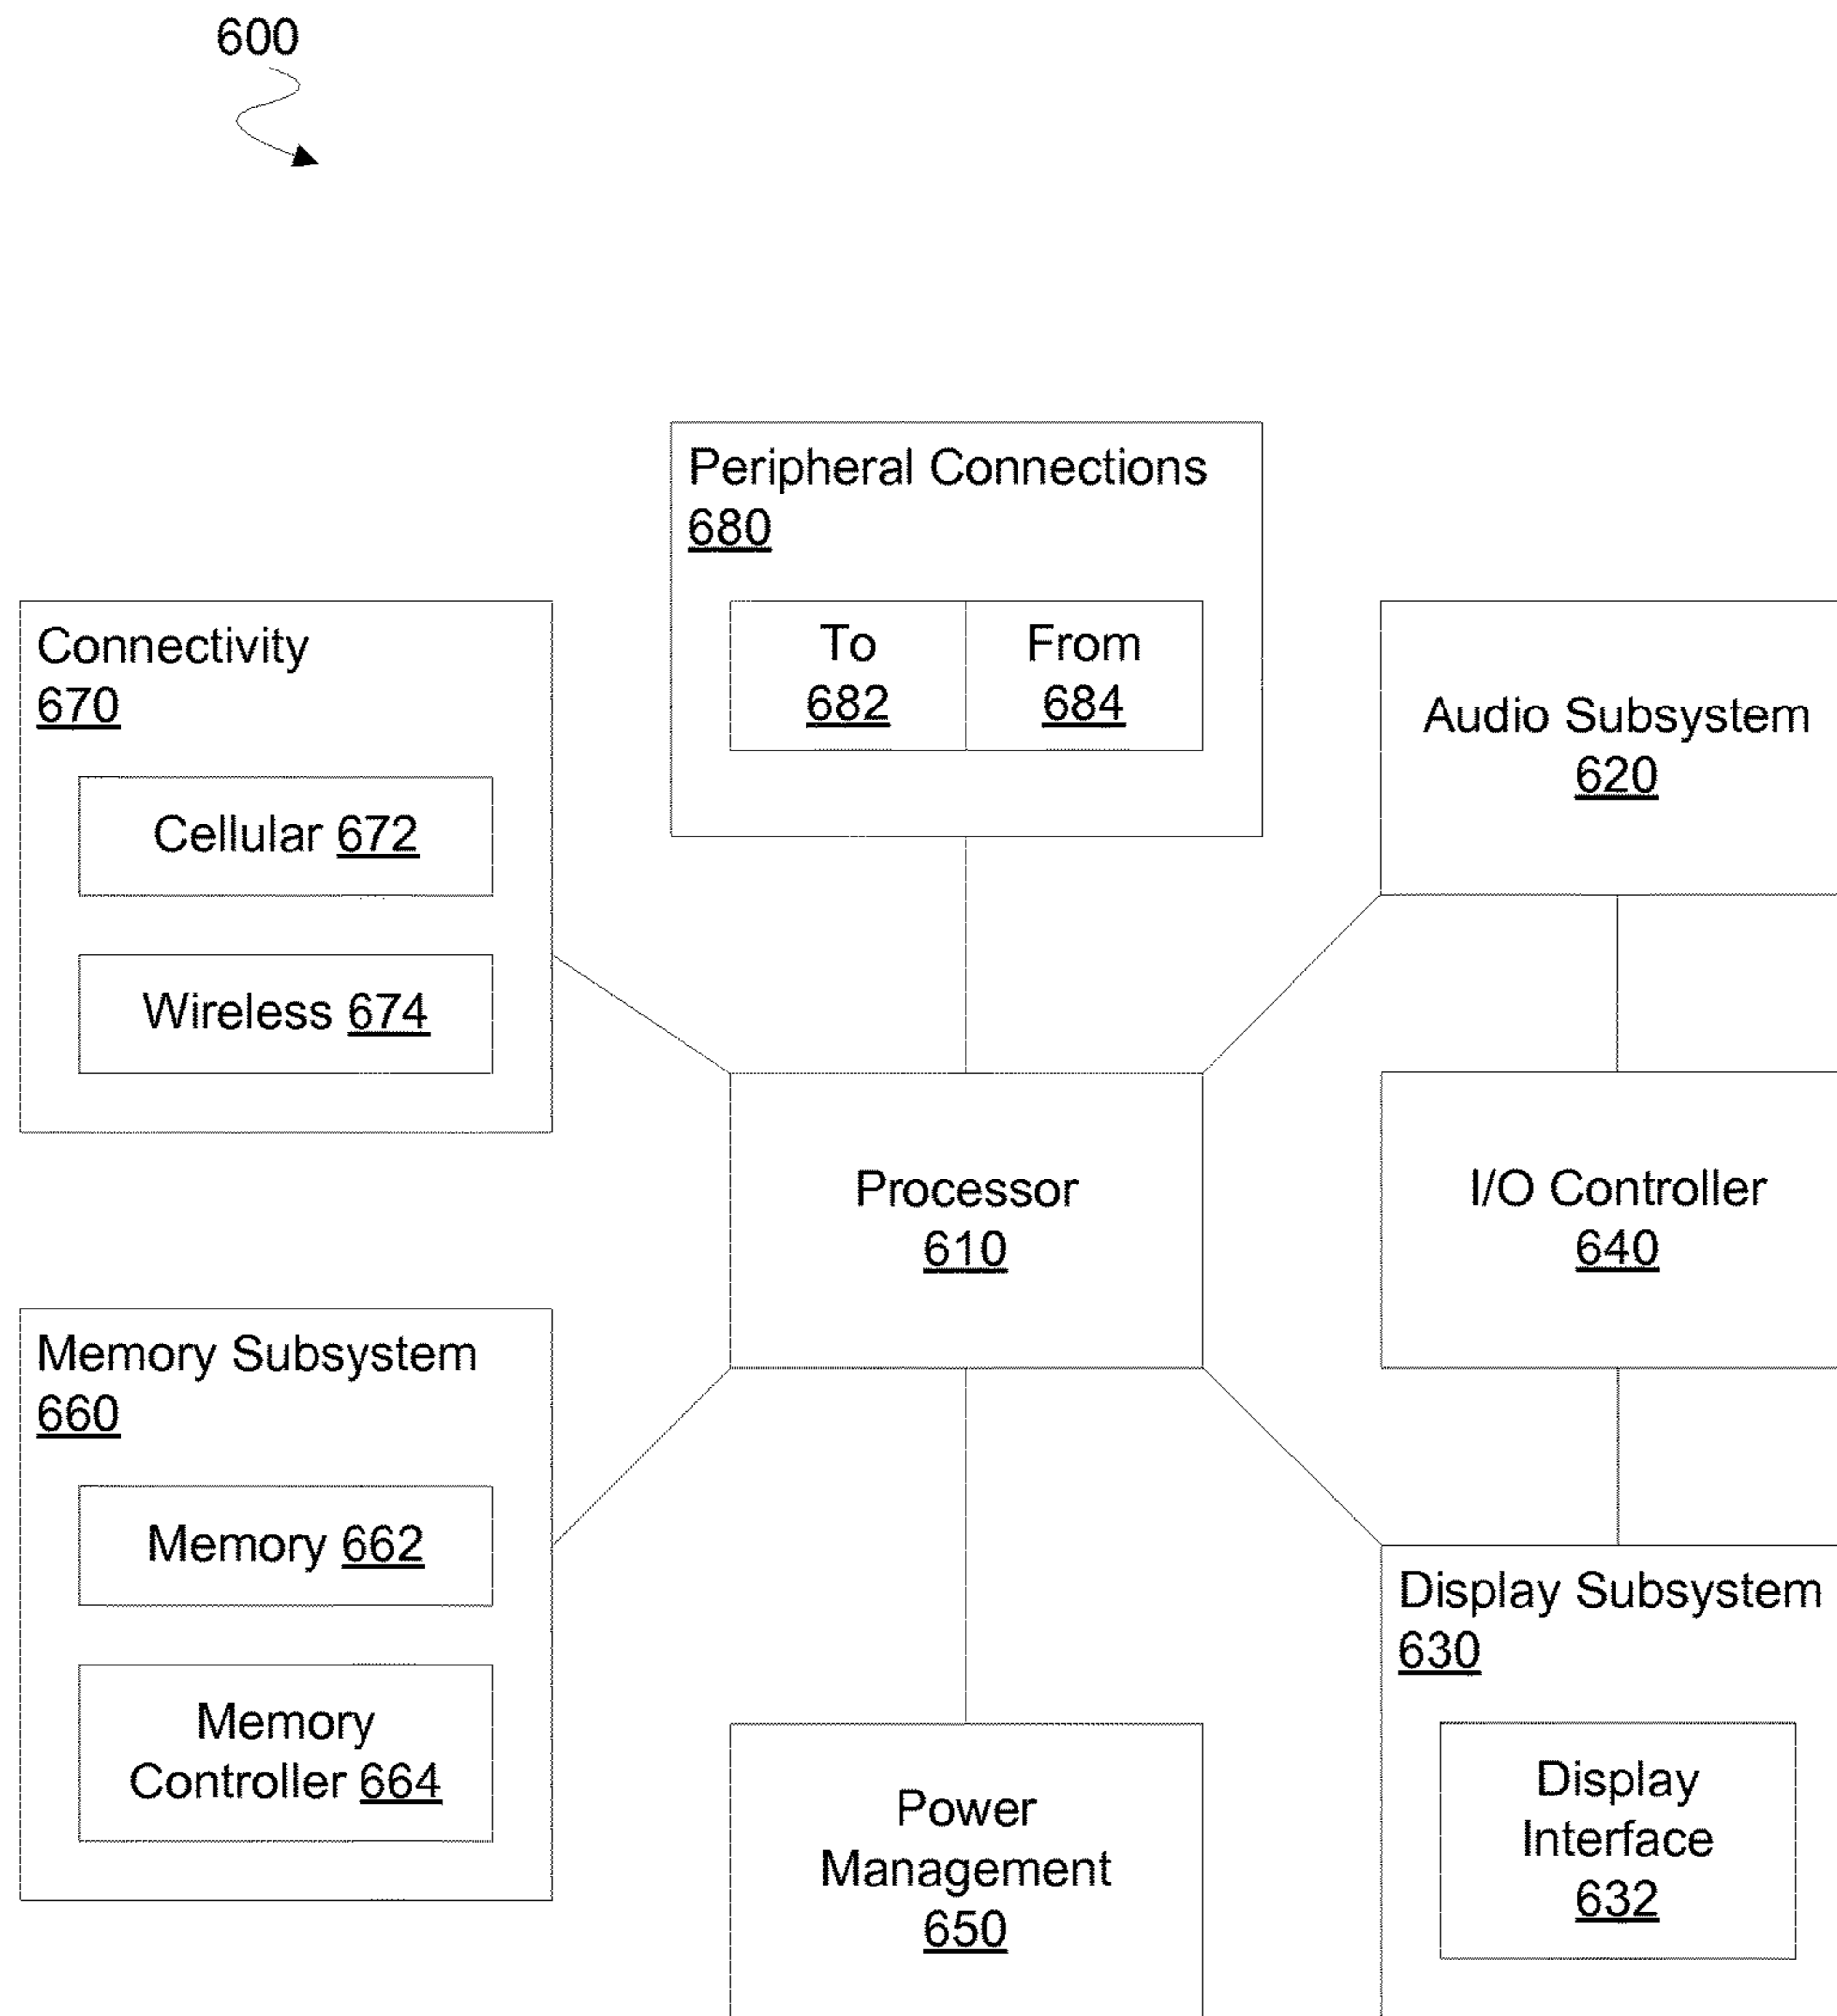 600
Peripheral Connections
680
To
682
From
684
Connectivity
670
Cellular 672
Wireless 674
Audio Subsystem
620
Processor
610
I/O Controller
640
Memory Subsystem
660
Memory 662
Memory
Controller 664
Power
Management
650
Display Subsystem
630
Display
Interface
632